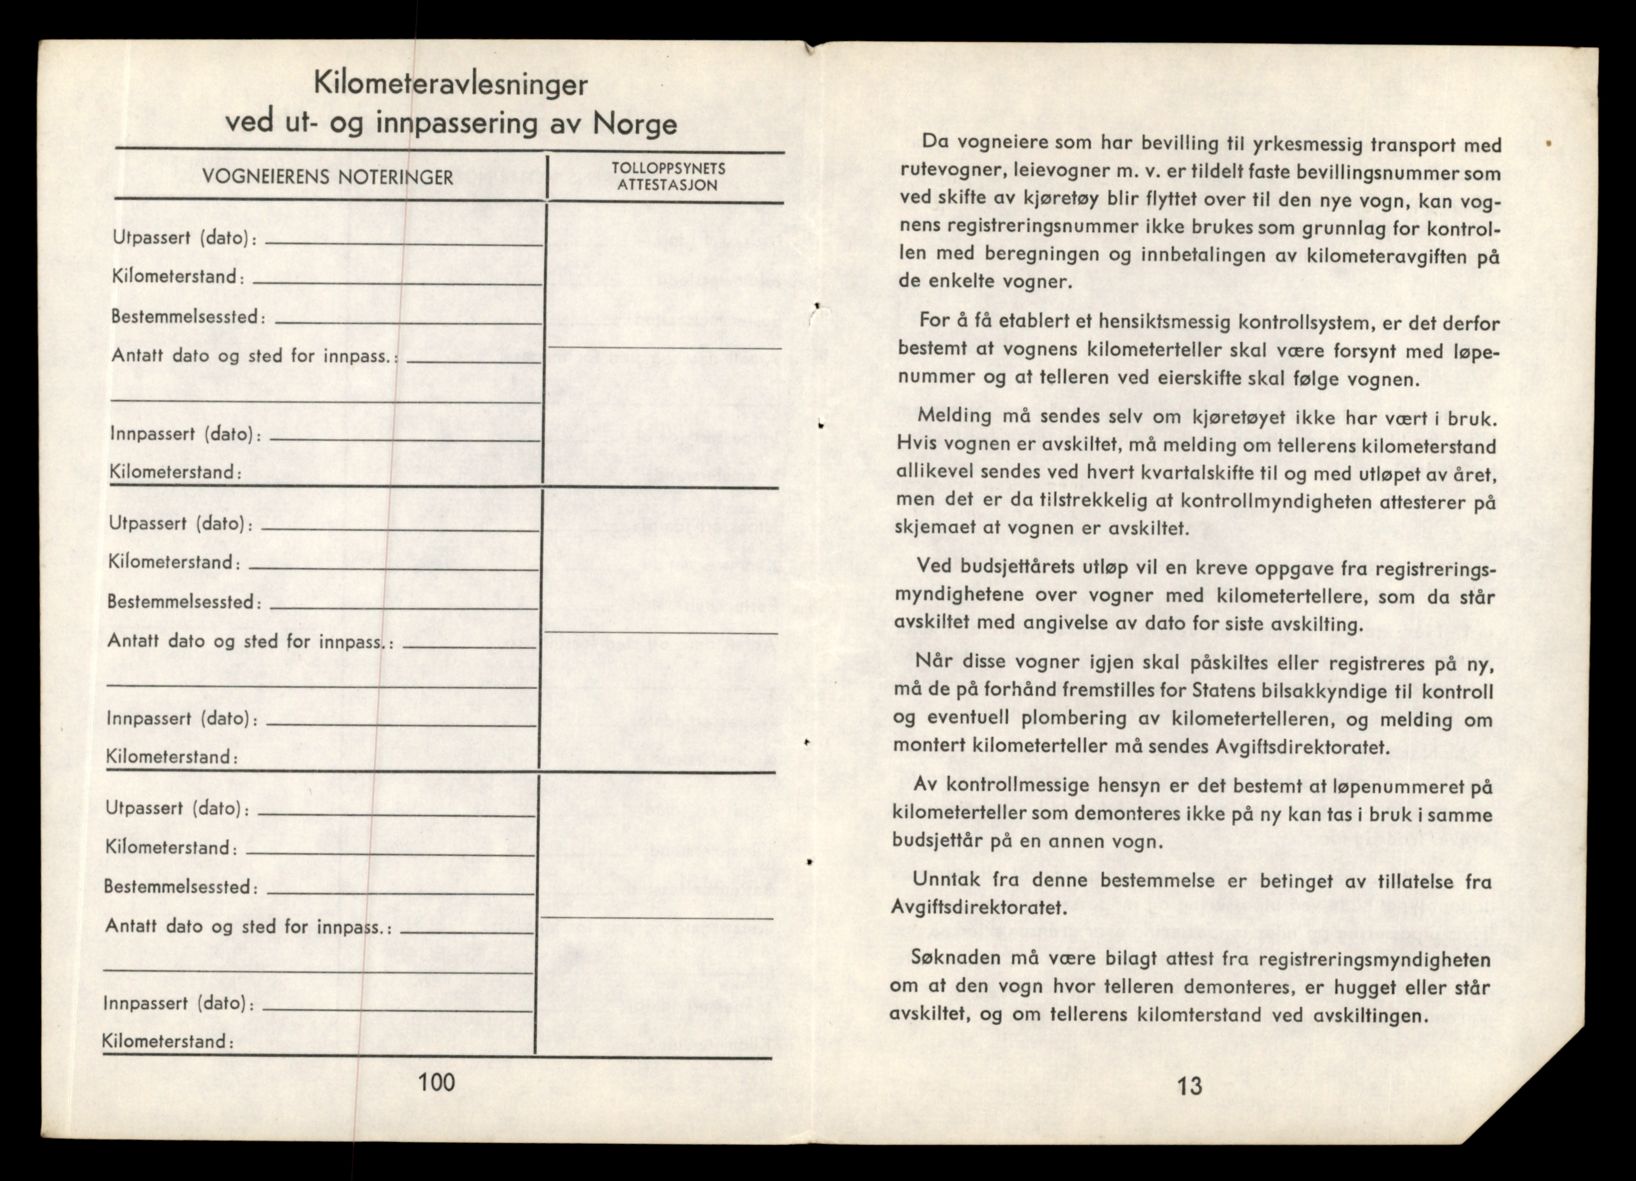 Kilometeravlesninger
ved ut- og innpassering av Norge
VOGNEIERENS NOTERINGER
TOLLOPPSYNETS
ATTESTASJON
Utpassert (dato):
Kilometerstand:
Bestemmelsessted:
Antatt dato og sted for innpass.:
Innpassert (dato):
Kilometerstand:
Utpassert (dato):
Kilometerstand:
Bestemmelsessted:
Antatt dato og sted for innpass.:
Innpassert (dato):
Kilometerstand:
Utpassert (dato):
Kilometerstand:
Bestemmelsessted:
Antatt dato og sted for innpass.:
Innpassert (dato):
Kilometerstand:
100
Da vogneiere som har bevilling til yrkesmessig transport med
rutevogner, leievogner m. v. er tildelt faste bevillingsnummer som
ved skifte av kjøretøy blir flyttet over til den nye vogn, kan vog-
nens registreringsnummer ikke brukes som grunnlag for kontrol-
len med beregningen og innbetalingen av kilometeravgiften på
de enkelte vogner.
For å få etablert et hensiktsmessig kontrollsystem, er det derfor
bestemt at vognens kilometerteller skal være forsynt med løpe-
nummer og at telleren ved eierskifte skal følge vognen.
Melding må sendes selv om kjøretøyet ikke har vært i bruk.
Hvis vognen er avskiltet, må melding om tellerens kilometerstand
allikevel sendes ved hvert kvartalskifte til og med utløpet av året,
men det er da tilstrekkelig at kontrollmyndigheten attesterer på
skjemaet at vognen er avskiltet.
Ved budsjettårets utløp vil en kreve oppgave fra registrerings-
myndighetene over vogner med kilometertellere, som da står
avskiltet med angivelse av dato for siste avskilting.
Når disse vogner igjen skal påskiltes eller registreres på ny,
må de på forhånd fremstilles for Statens bilsakkyndige til kontroll
og eventuell plombering av kilometertelleren, og melding om
montert kilometerteller må sendes Avgiftsdirektoratet.
Av kontrollmessige hensyn er det bestemt at løpenummeret på
kilometerteller som demonteres ikke på ny kan tas i bruk i samme
budsjettår på en annen vogn.
Unntak fra denne bestemmelse er betinget av tillatelse fra
Avgiftsdirektoratet.
Søknaden må være bilagt attest fra registreringsmyndigheten
om at den vogn hvor telleren demonteres, er hugget eller står
avskiltet, og om tellerens kilomterstand ved avskiltingen.
13